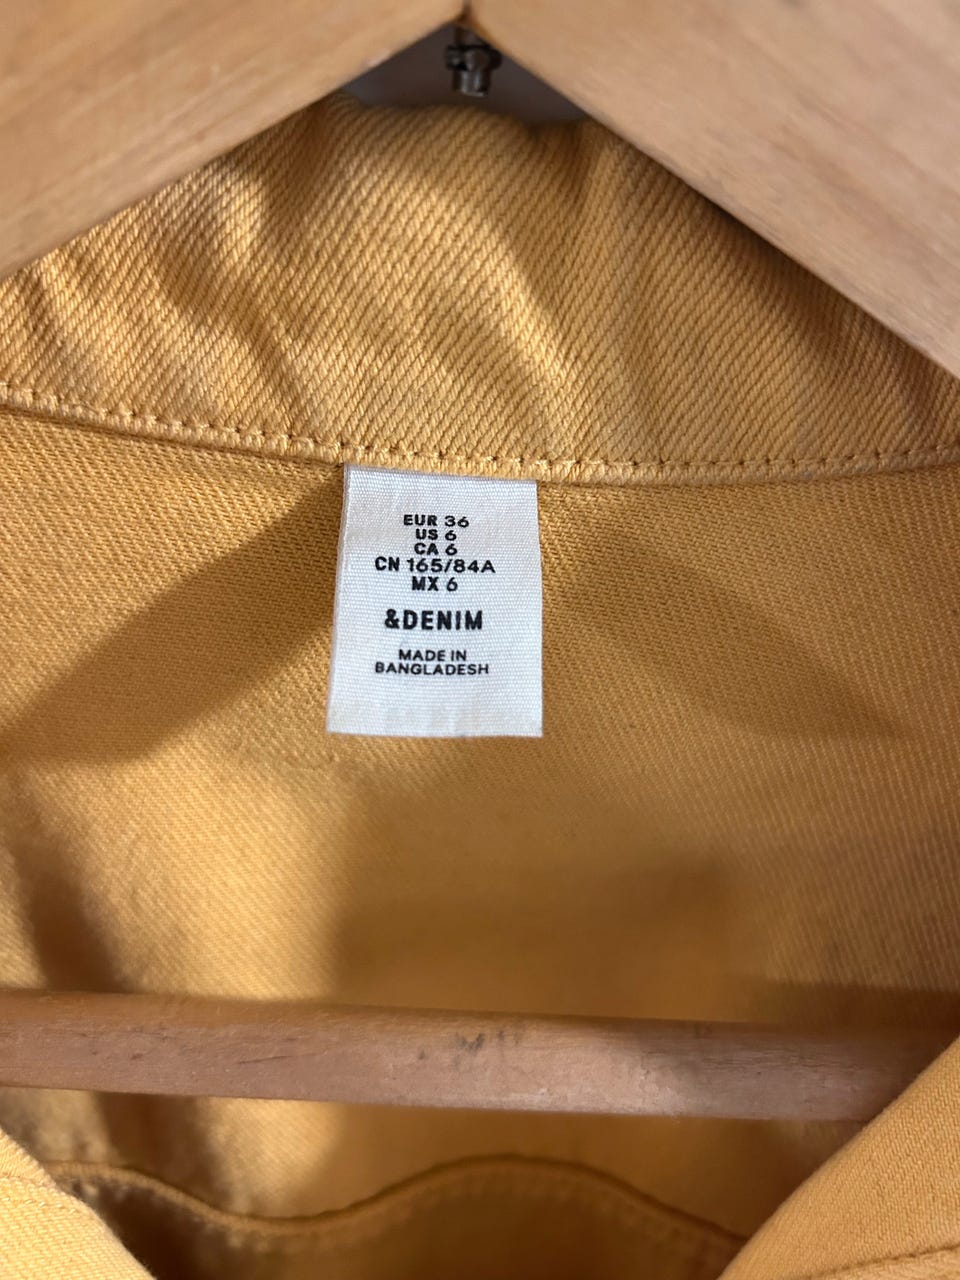 EUR 36
US 6
CA 6
CN 165/84A
MX 6
&DENIM
MADE IN
BANGLADESH